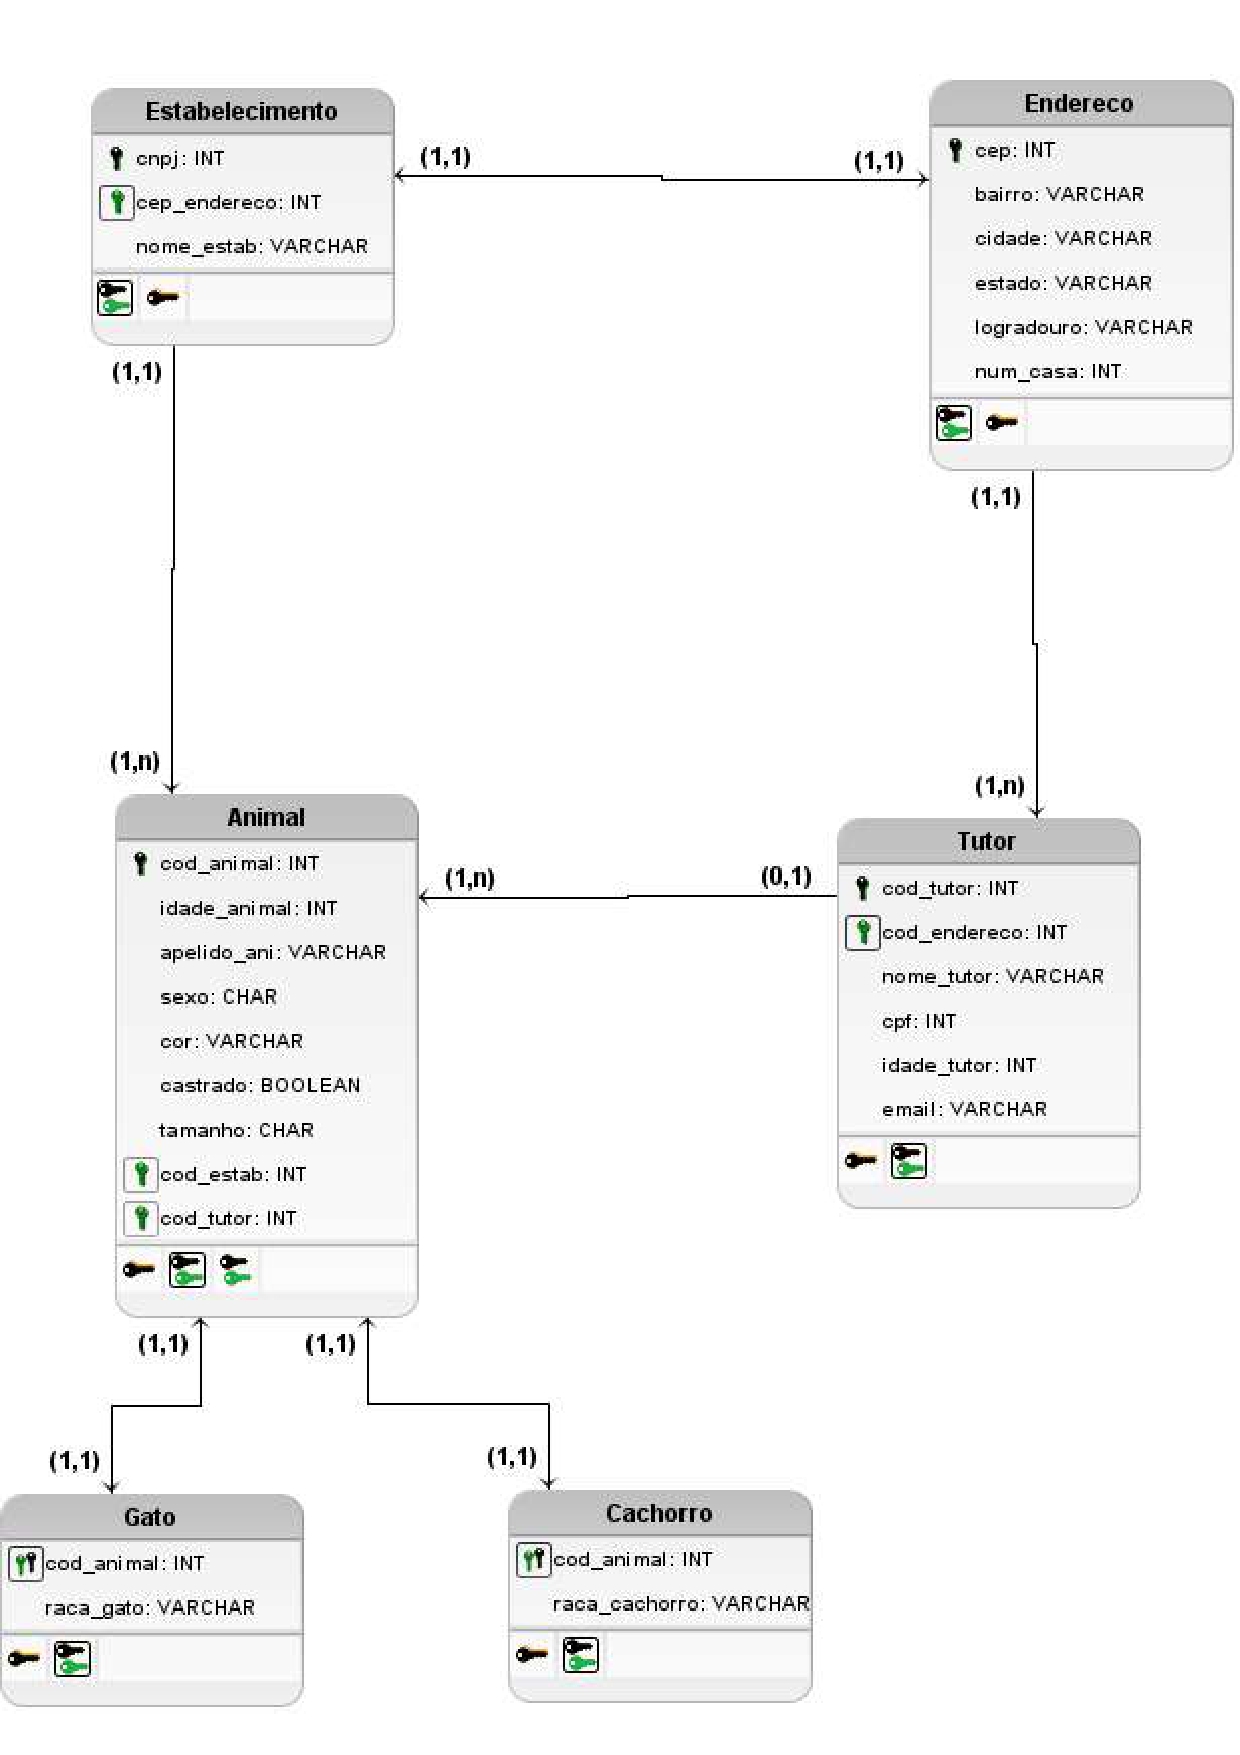 Estabelecimento
cnpj: INT
cep_endereco: INT
nome_estab: VARCHAR
(1,1)
(1,1)
Endereco
cep: INT
bairro: VARCHAR
cidade: VARCHAR
estado: VARCHAR
logradouro: VARCHAR
num_casa: INT
(1,1)
(1,1)
(1,n)
(1,n)
Animal
cod_animal: INT
idade_animal: INT
apelido_ani: VARCHAR
sexo: CHAR
cor: VARCHAR
castrado: BOOLEAN
tamanho: CHAR
cod_estab: INT
cod_tutor: INT
(1,n)
(0,1)
Tutor
cod_tutor: INT
cod_endereco: INT
nome_tutor: VARCHAR
cpf: INT
idade_tutor: INT
email: VARCHAR
(1,1)
(1,1)
(1,1)
(1,1)
Gato
cod_animal: INT
raca_gato: VARCHAR
Cachorro
cod_animal: INT
raca_cachorro: VARCHAR